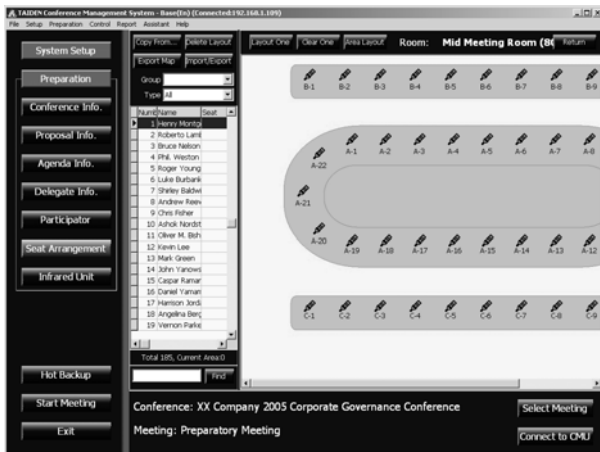 TAIDEN Conference Management System - Base(En) (Connected:192.168.1.109)
File Setup Preparation Control Report Assistant Help
System Setup
Preparation
Conference Info.
Proposal Info.
Agenda Info.
Delegate Info.
Participator
Seat Arrangement
Infrared Unit
Hot Backup
Start Meeting
Exit
Copy From... Delete Layout
Export Map Import/Export
Group
Type All
Numb Name Seat
1 Henry Montg
2 Roberto Lam
3 Bruce Nelson
4 Phil. Weston
5 Roger Young
6 Luke Burbank
7 Shirley Baldwi
8 Andrew Reev
9 Chris Fisher
10 Ashok Nordst
11 Oliver M. Bish
12 Kevin Lee
13 Mark Green
14 John Yanows
15 Caspar Ramar
16 Daniel Yaman
17 Harrison Jord
18 Angelina Berg
19 Vernon Parke
Total 185, Current Area:0
Find
Layout One Clear One Area Layout Room: Mid Meeting Room (80 Return
B-1 B-2 B-3 B-4 B-5 B-6 B-7 B-8 B-9
A-1 A-2 A-3 A-4 A-5 A-6 A-7 A-8
A-22
A-21
A-20
A-19 A-18 A-17 A-16 A-15 A-14 A-13 A-12
C-1 C-2 C-3 C-4 C-5 C-6 C-7 C-8 C-9
Conference: XX Company 2005 Corporate Governance Conference
Meeting: Preparatory Meeting
Select Meeting
Connect to CMU